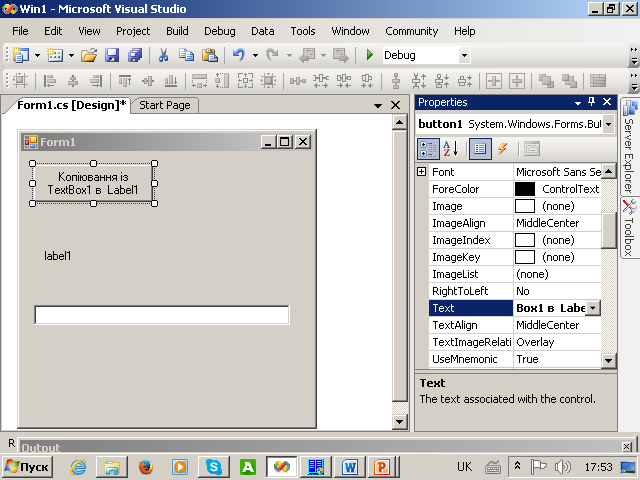 Win1 - Microsoft Visual Studio
File Edit View Project Build Debug Data Tools Window Community Help
Debug
Form1.cs [Design]* Start Page
Form1
Копіювання із
TextBox1 в Label1
label1
Properties
button1 System.Windows.Forms.But
Font Microsoft Sans Se
ForeColor ControlText
Image (none)
ImageAlign MiddleCenter
ImageIndex (none)
ImageKey (none)
ImageList (none)
RightToLeft No
Text Box1 в Labe
TextAlign MiddleCenter
TextImageRelati Overlay
UseMnemonic True
Text
The text associated with the control.
Server Explorer
Toolbox
R Output
Пуск UK 17:53